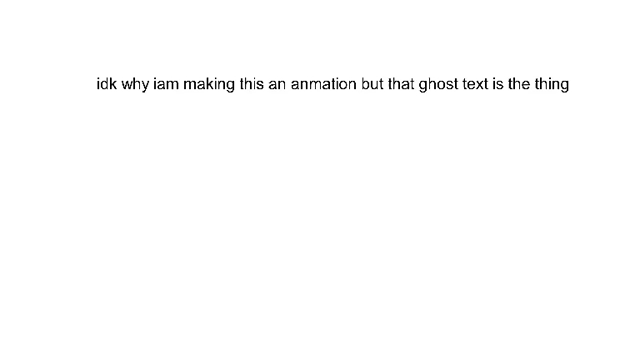 idk why iam making this an anmation but that ghost text is the thing